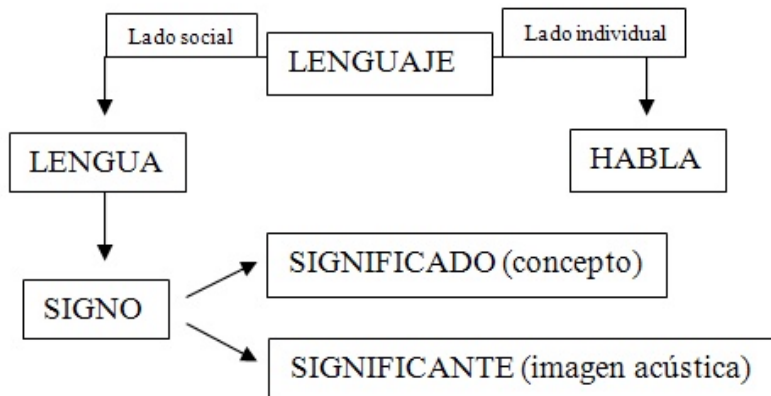 Lado social
Lado individual
LENGUAJE
LENGUA
HABLA
SIGNIFICADO (concepto)
SIGNO
SIGNIFICANTE (imagen acústica)